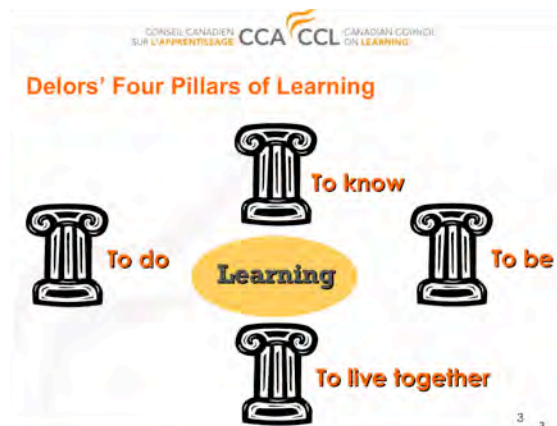 CONSEIL CANADIEN
SUR L'APPRENTISSAGE
CCA CCL
CANADIAN COUNCIL
ON LEARNING
Delors' Four Pillars of Learning
To know
To do
Learning
To be
To live together
3
3